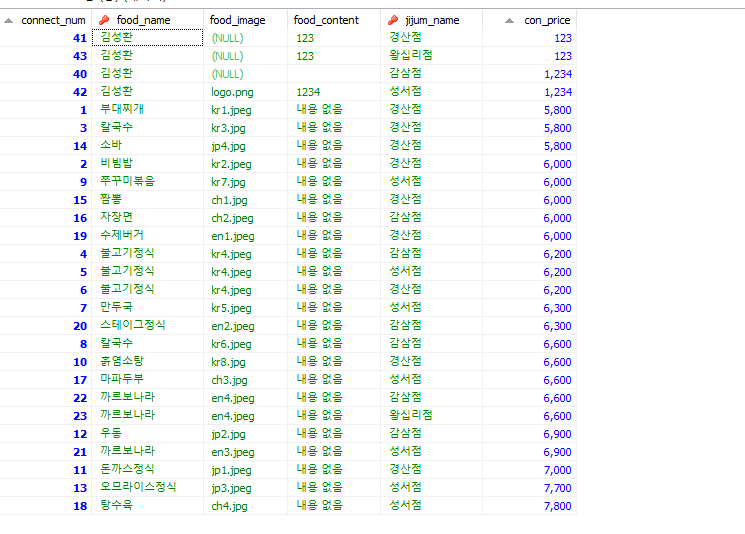 connect_num food_name food_image food_content jijum_name con_price
41 김성환 (NULL) 123 경산점 123
43 김성환 (NULL) 123 왕십리점 123
40 김성환 (NULL) 감삼점 1,234
42 김성환 logo.png 1234 성서점 1,234
1 부대찌개 kr1.jpeg 내용 없음 경산점 5,800
3 칼국수 kr3.jpg 내용 없음 경산점 5,800
14 소바 jp4.jpg 내용 없음 경산점 5,800
2 비빔밥 kr2.jpeg 내용 없음 경산점 6,000
9 쭈꾸미볶음 kr7.jpg 내용 없음 성서점 6,000
15 짬뽕 ch1.jpg 내용 없음 경산점 6,000
16 자장면 ch2.jpeg 내용 없음 감삼점 6,000
19 수제버거 en1.jpeg 내용 없음 경산점 6,000
4 불고기정식 kr4.jpeg 내용 없음 감삼점 6,200
5 불고기정식 kr4.jpeg 내용 없음 성서점 6,200
6 불고기정식 kr4.jpeg 내용 없음 경산점 6,200
7 만두국 kr5.jpeg 내용 없음 성서점 6,300
20 스테이크정식 en2.jpeg 내용 없음 감삼점 6,300
8 칼국수 kr6.jpeg 내용 없음 감삼점 6,600
10 흙염소탕 kr8.jpg 내용 없음 경산점 6,600
17 마파두부 ch3.jpg 내용 없음 성서점 6,600
22 까르보나라 en4.jpeg 내용 없음 감삼점 6,600
23 까르보나라 en4.jpeg 내용 없음 왕십리점 6,600
12 우동 jp2.jpg 내용 없음 감삼점 6,900
21 까르보나라 en3.jpeg 내용 없음 성서점 6,900
11 돈까스정식 jp1.jpeg 내용 없음 경산점 7,000
13 오므라이스정식 jp3.jpeg 내용 없음 성서점 7,700
18 탕수육 ch4.jpg 내용 없음 성서점 7,800